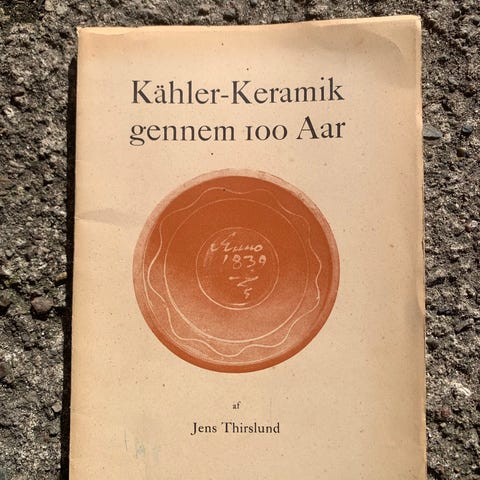 Kähler-Keramik
gennem 100 Aar
Anno
1839
af
Jens Thirslund